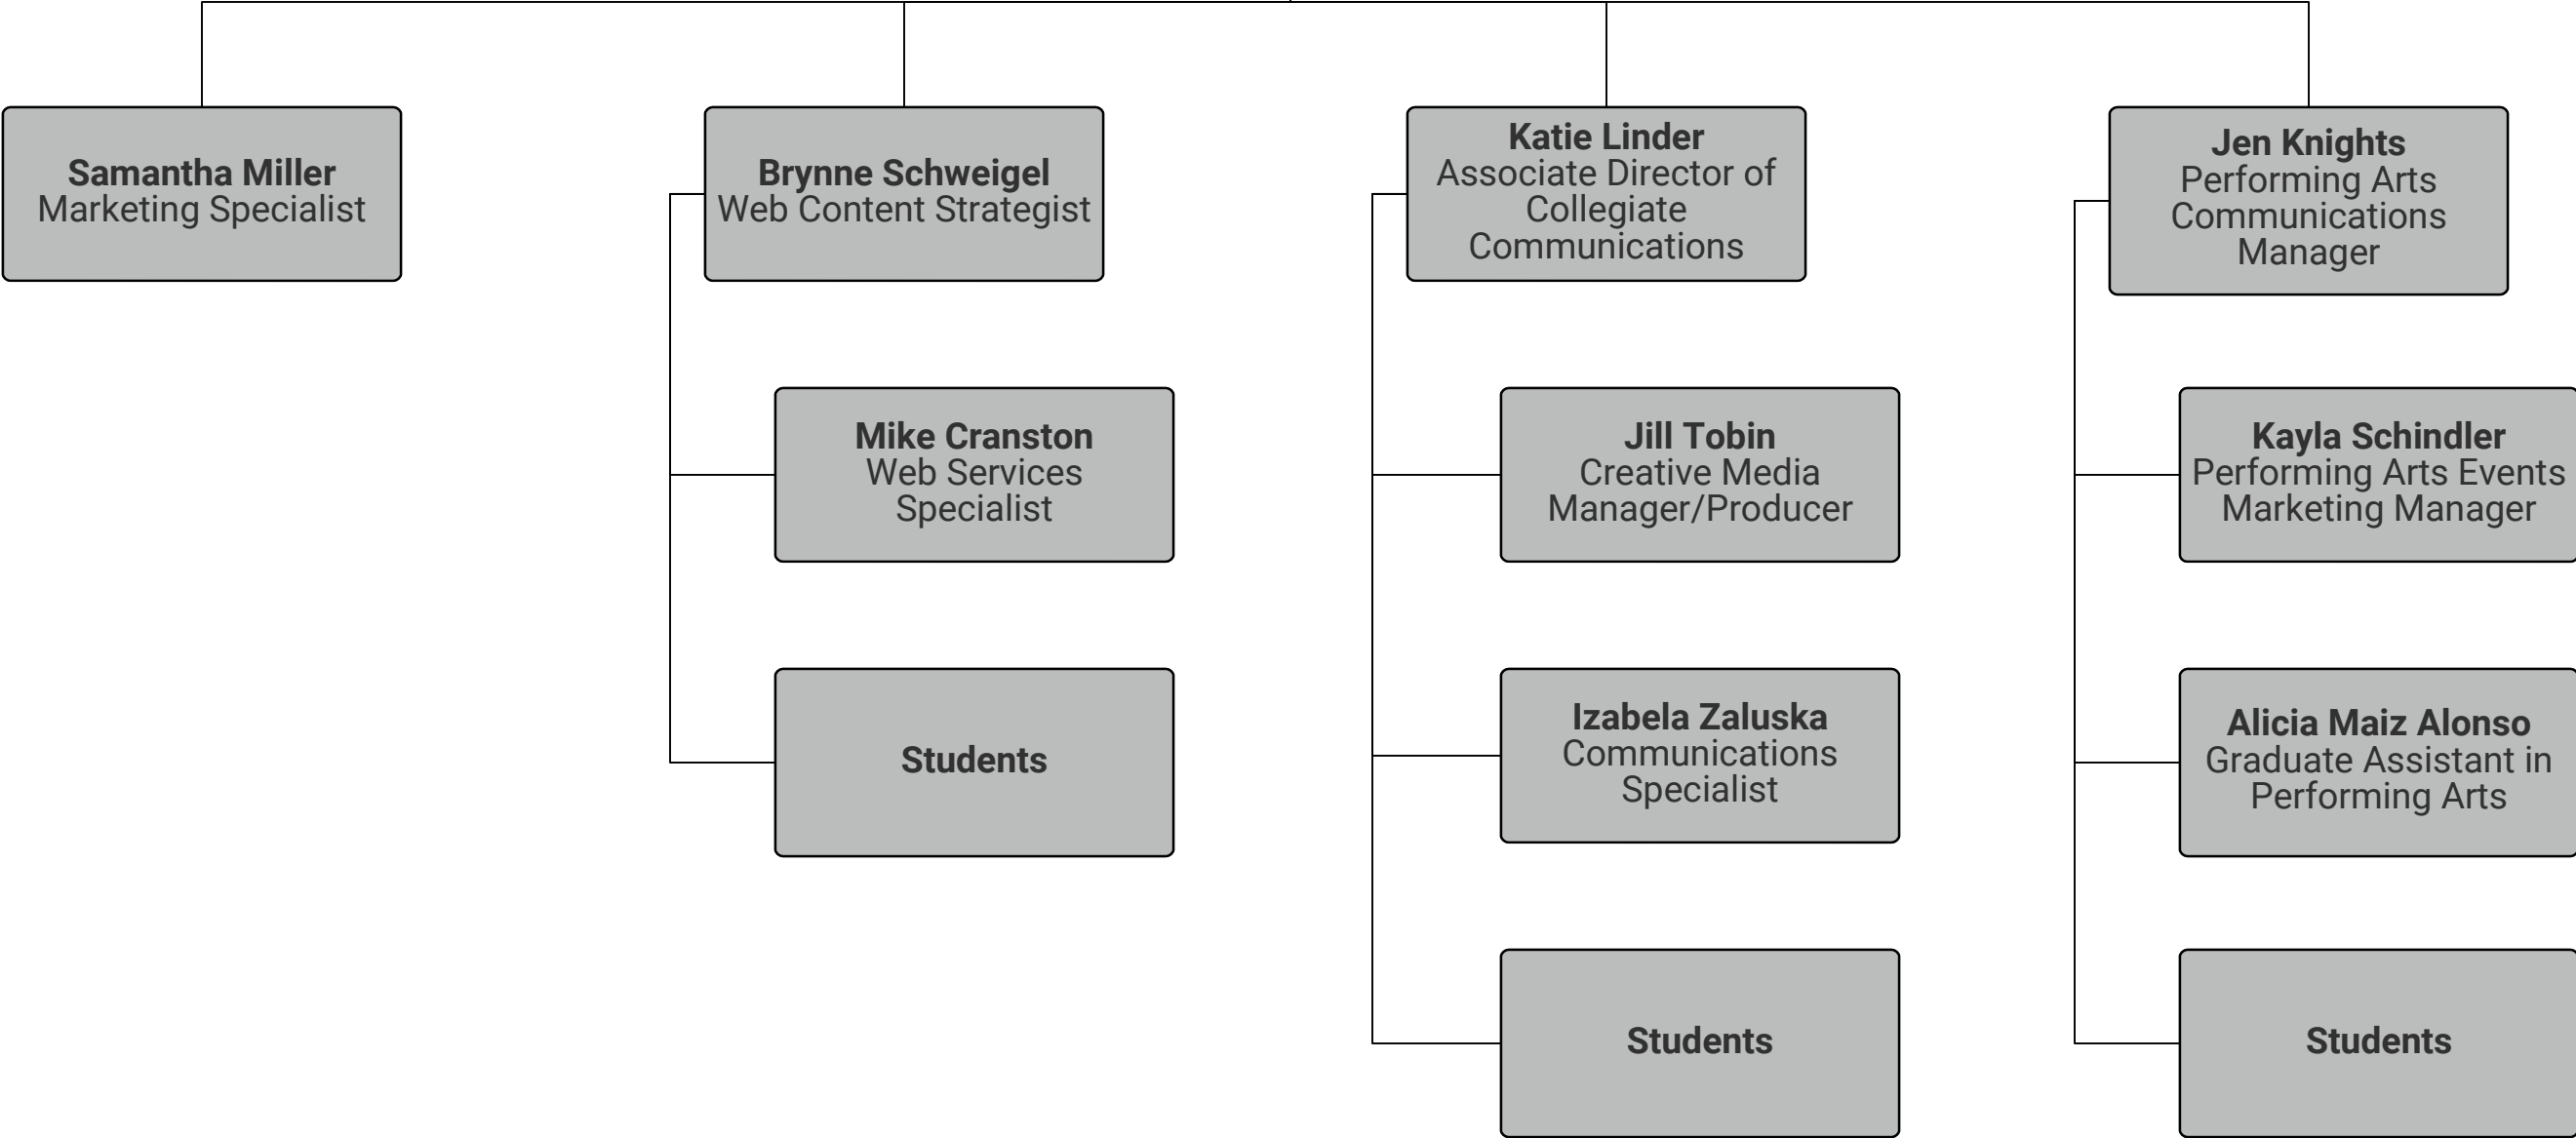 Samantha Miller
Marketing Specialist
Brynne Schweigel
Web Content Strategist
Katie Linder
Associate Director of
Collegiate
Communications
Jen Knights
Performing Arts
Communications
Manager
Mike Cranston
Web Services
Specialist
Jill Tobin
Creative Media
Manager/Producer
Kayla Schindler
Performing Arts Events
Marketing Manager
Students
Izabela Zaluska
Communications
Specialist
Alicia Maiz Alonso
Graduate Assistant in
Performing Arts
Students
Students